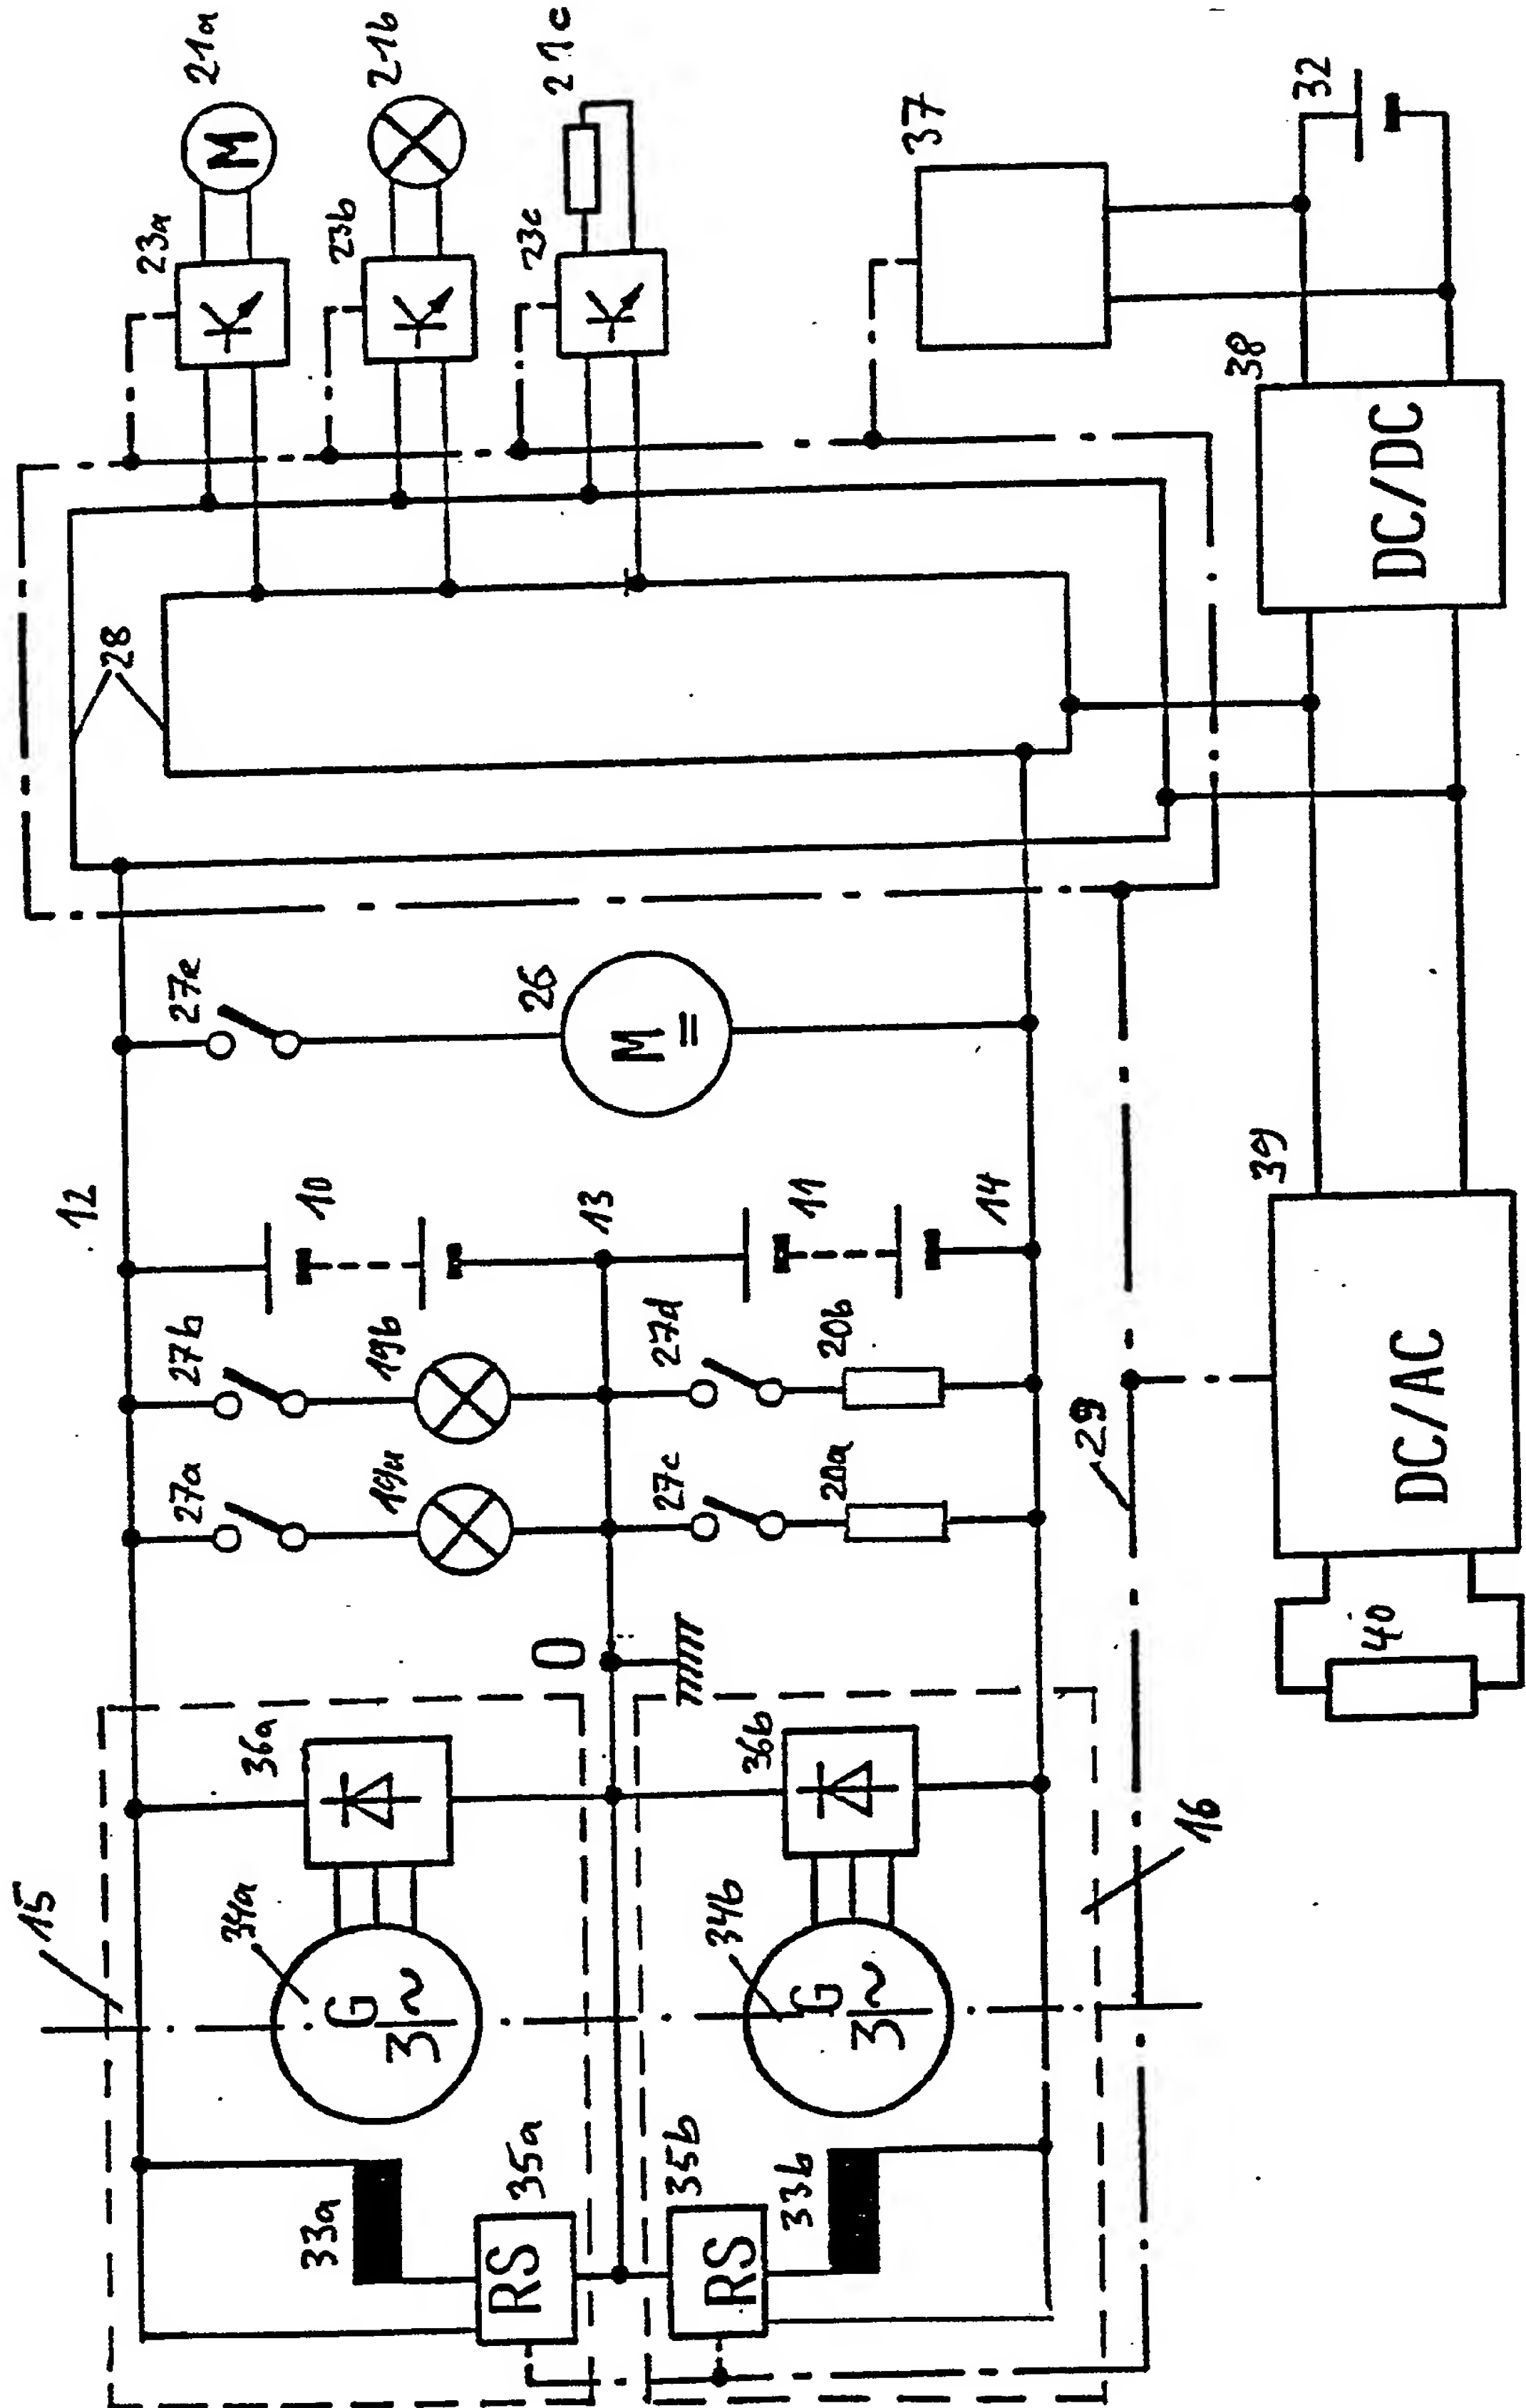 21a
21b
21c
M
23a
23b
23c
37
32
38
DC/DC
28
27e
26
M
=
12
10
13
11
14
39
27b
19b
27d
20b
27a
19a
27c
20a
29
DC/AC
40
0
36a
36b
16
15
34a
34b
G
3~
G
3~
35a
35b
33a
33b
RS
RS